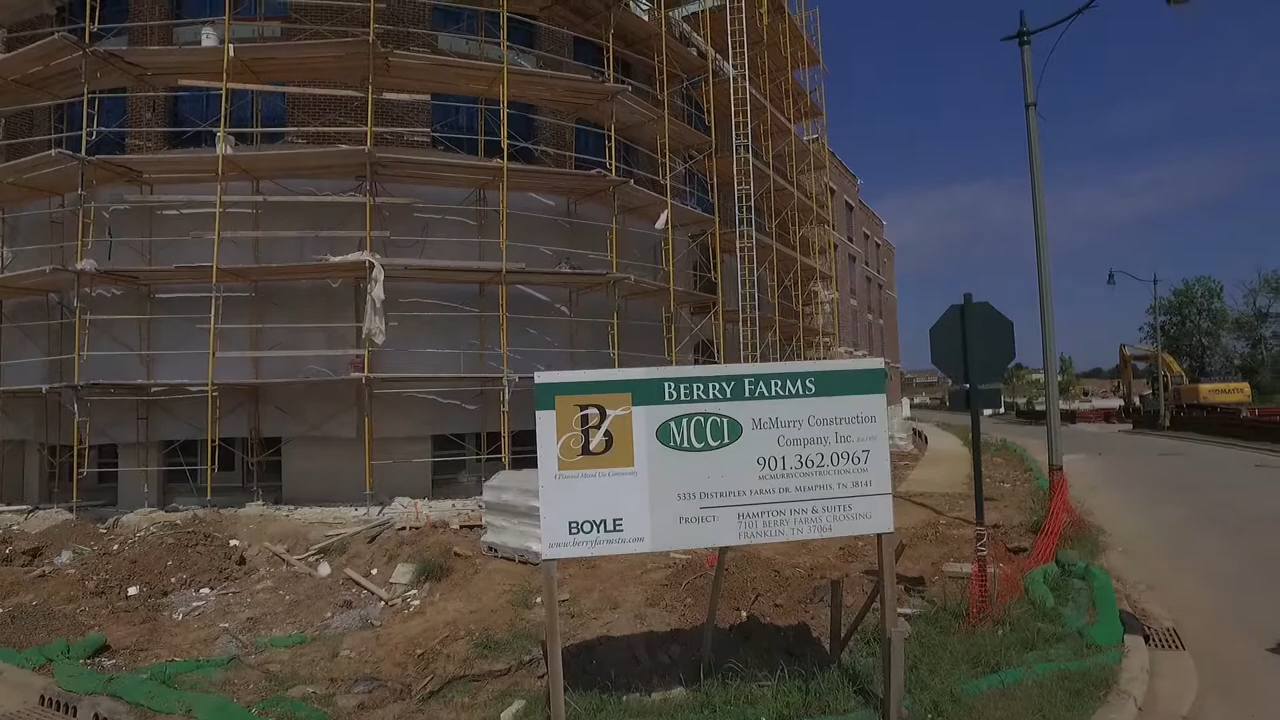 BERRY FARMS
BF
A Planned Mixed Use Community
BOYLE
www.berryfarmstn.com
MCCI
McMurry Construction
Company, Inc.
901.362.0967
MCMURRYCONSTRUCTION.COM
5335 DISTRIPLEX FARMS DR. MEMPHIS, TN 38141
PROJECT: HAMPTON INN & SUITES
7101 BERRY FARMS CROSSING
FRANKLIN, TN 37064
KOMATSU